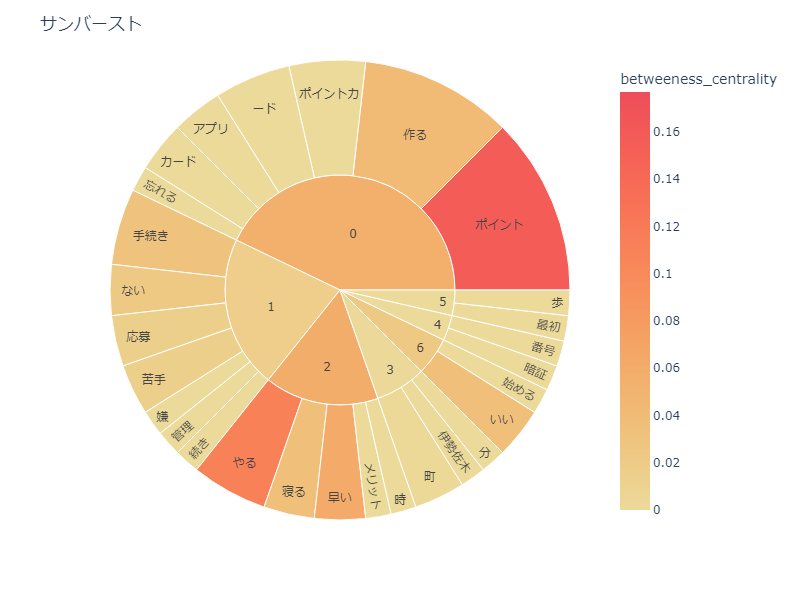 サンバースト
betweeness_centrality
0.16
0.14
0.12
0.1
0.08
0.06
0.04
0.02
0
0
ポイント
作る
ポイントカ
ード
アプリ
カード
忘れる
1
手続き
ない
応募
苦手
嫌
管理
続き
2
やる
寝る
早い
メリット
時
3
町
伊勢佐木
分
6
いい
始める
4
暗証
番号
5
最初
歩